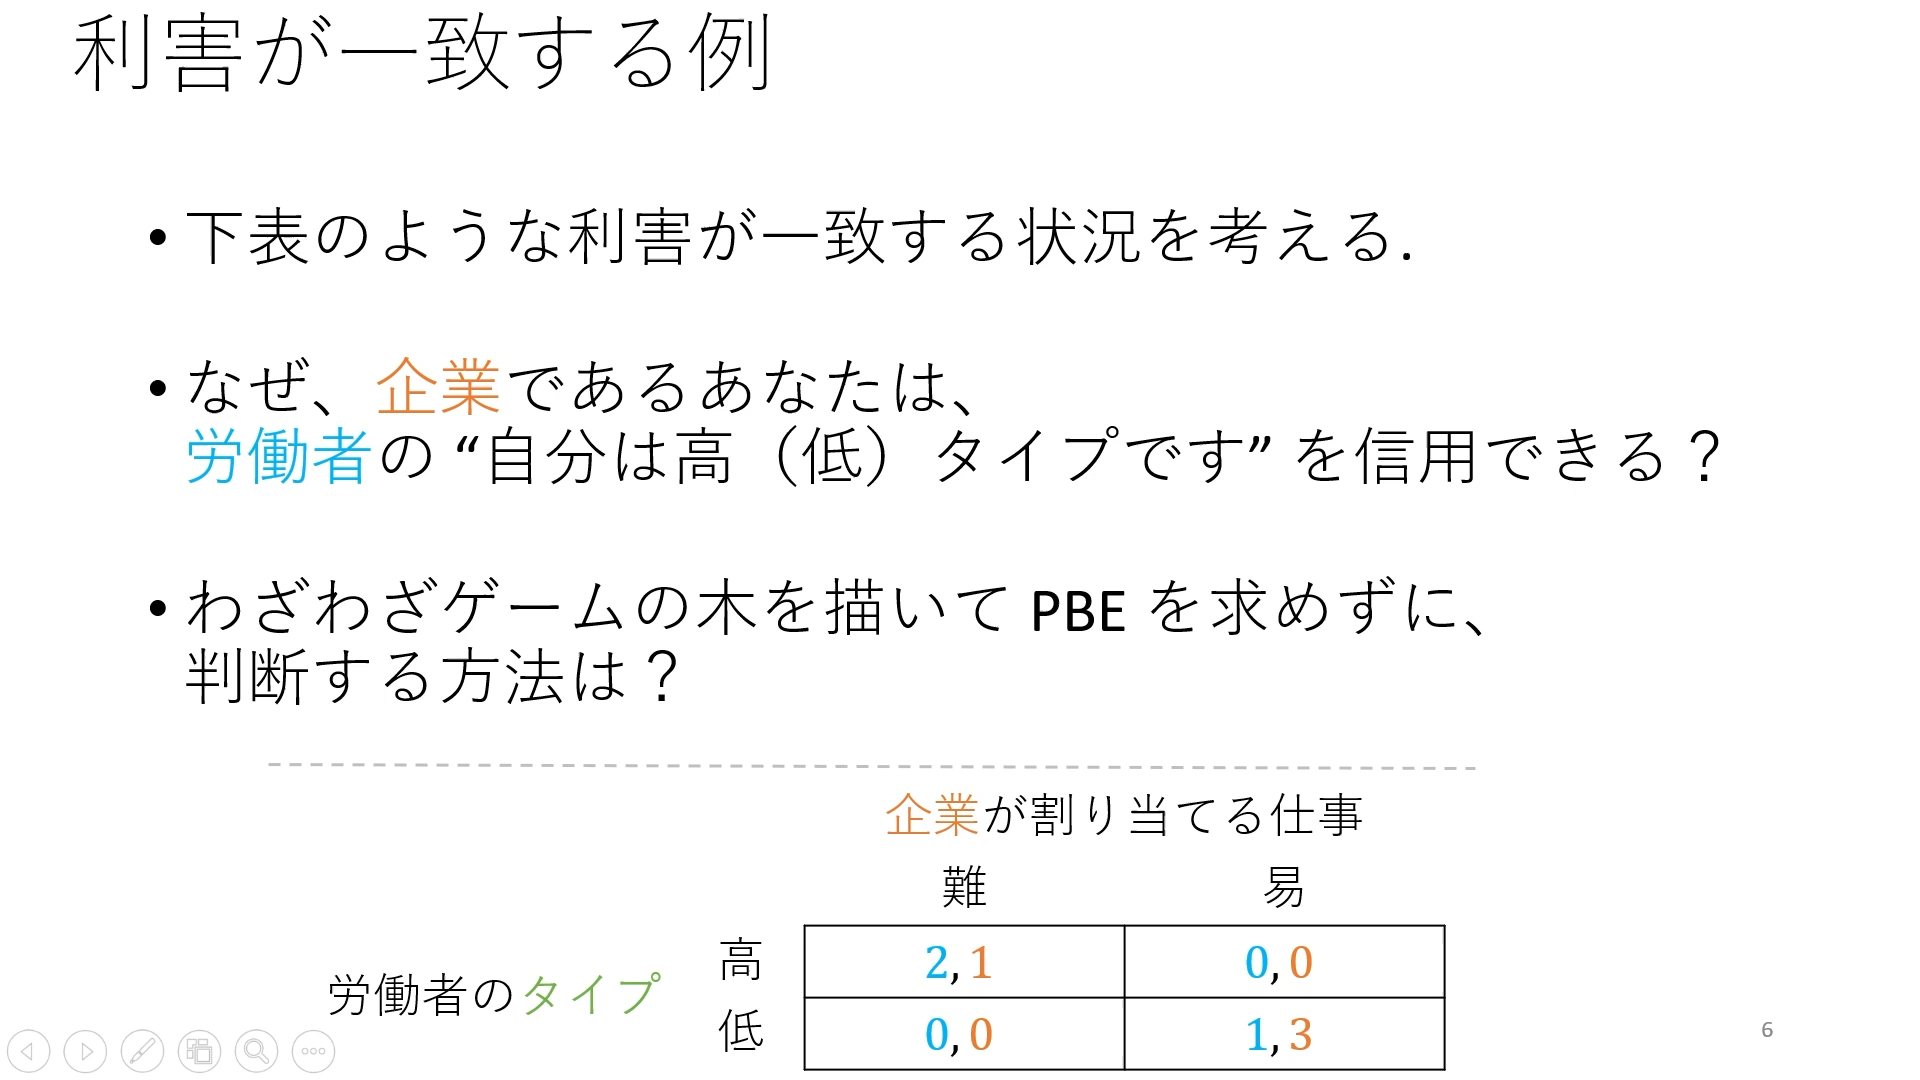 利害が一致する例
• 下表のような利害が一致する状況を考える.
• なぜ、企業であるあなたは、
労働者の “自分は高（低）タイプです” を信用できる？
• わざわざゲームの木を描いて PBE を求めずに、
判断する方法は？
企業が割り当てる仕事
難 易
高 2, 1 0, 0
労働者のタイプ
低 0, 0 1, 3
6